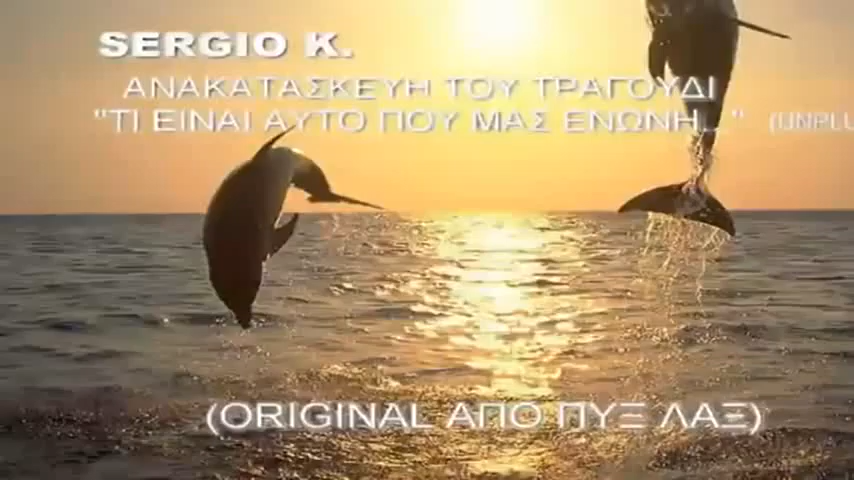 SERGIO K.
ΑΝΑΚΑΤΑΣΚΕΥΗ ΤΟΥ ΤΡΑΓΟΥΔΙ
"ΤΙ ΕΙΝΑΙ ΑΥΤΟ ΠΟΥ ΜΑΣ ΕΝΩΝΗ..."
(ORIGINAL ΑΠΟ ΠΥΞ ΛΑΞ)